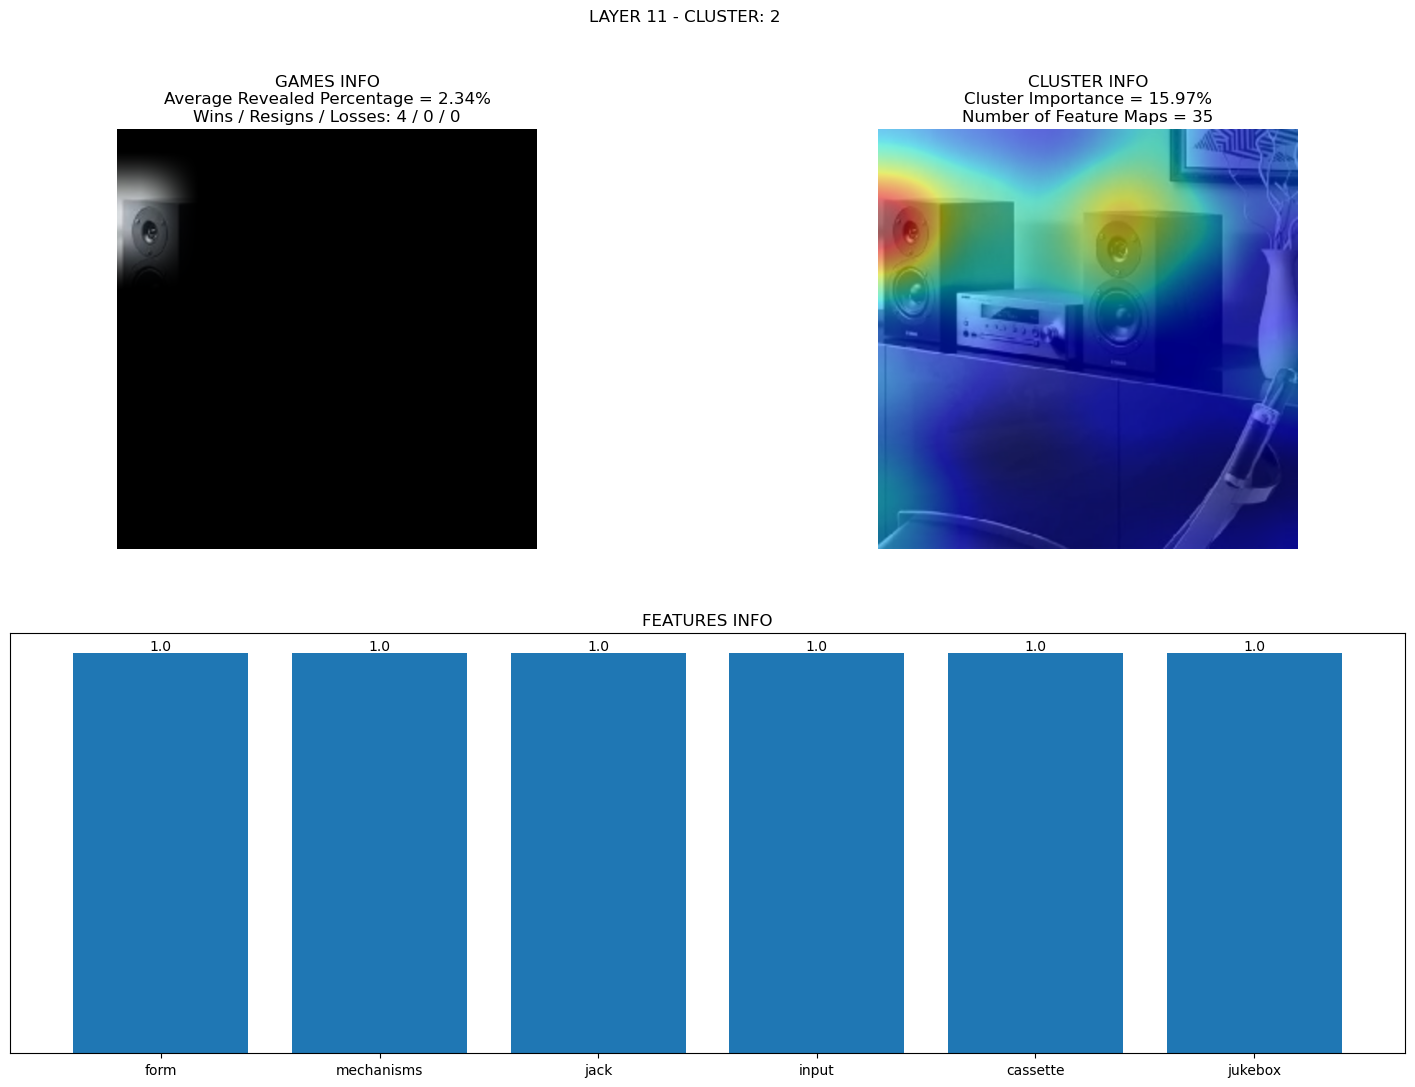 LAYER 11 - CLUSTER: 2
GAMES INFO
Average Revealed Percentage = 2.34%
Wins / Resigns / Losses: 4 / 0 / 0
CLUSTER INFO
Cluster Importance = 15.97%
Number of Feature Maps = 35
FEATURES INFO
1.0 1.0 1.0 1.0 1.0 1.0
form mechanisms jack input cassette jukebox